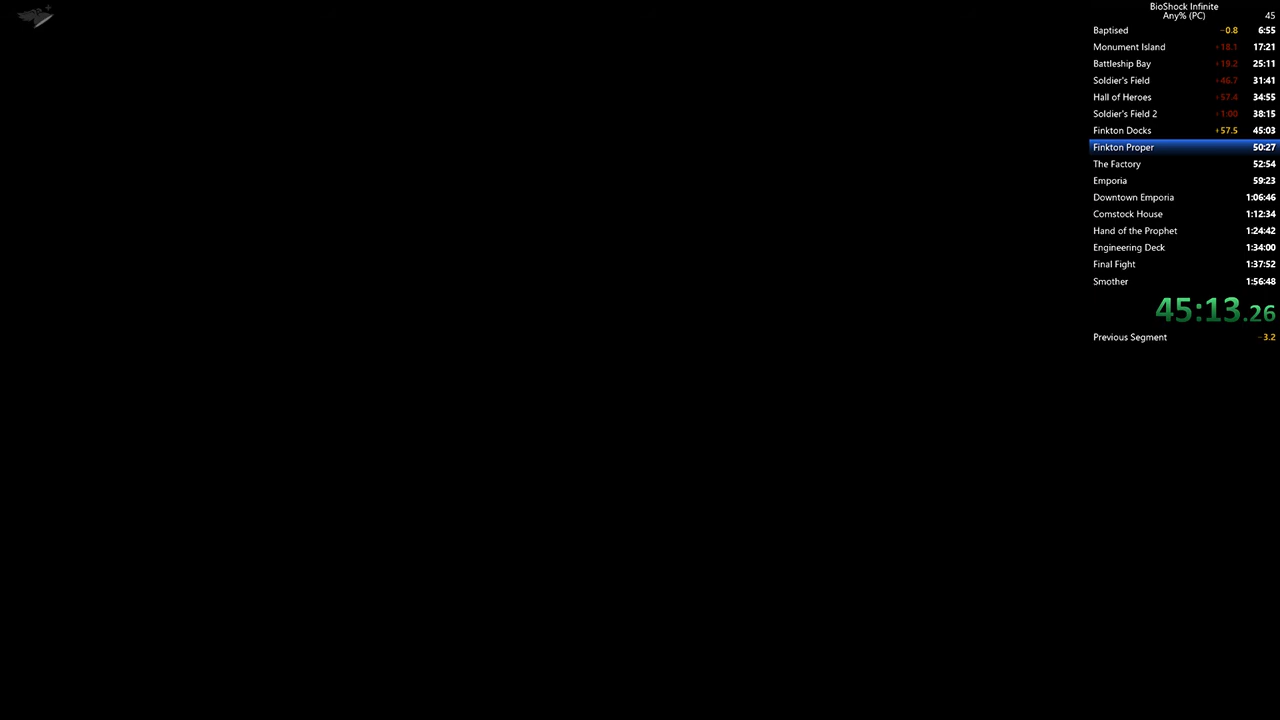 BioShock Infinite
Any% (PC) 45
Baptised -0.8 6:55
Monument Island +18.1 17:21
Battleship Bay +19.2 25:11
Soldier's Field +46.7 31:41
Hall of Heroes +57.4 34:55
Soldier's Field 2 +1:00 38:15
Finkton Docks +57.5 45:03
Finkton Proper 50:27
The Factory 52:54
Emporia 59:23
Downtown Emporia 1:06:46
Comstock House 1:12:34
Hand of the Prophet 1:24:42
Engineering Deck 1:34:00
Final Fight 1:37:52
Smother 1:56:48
45:13.26
Previous Segment -3.2